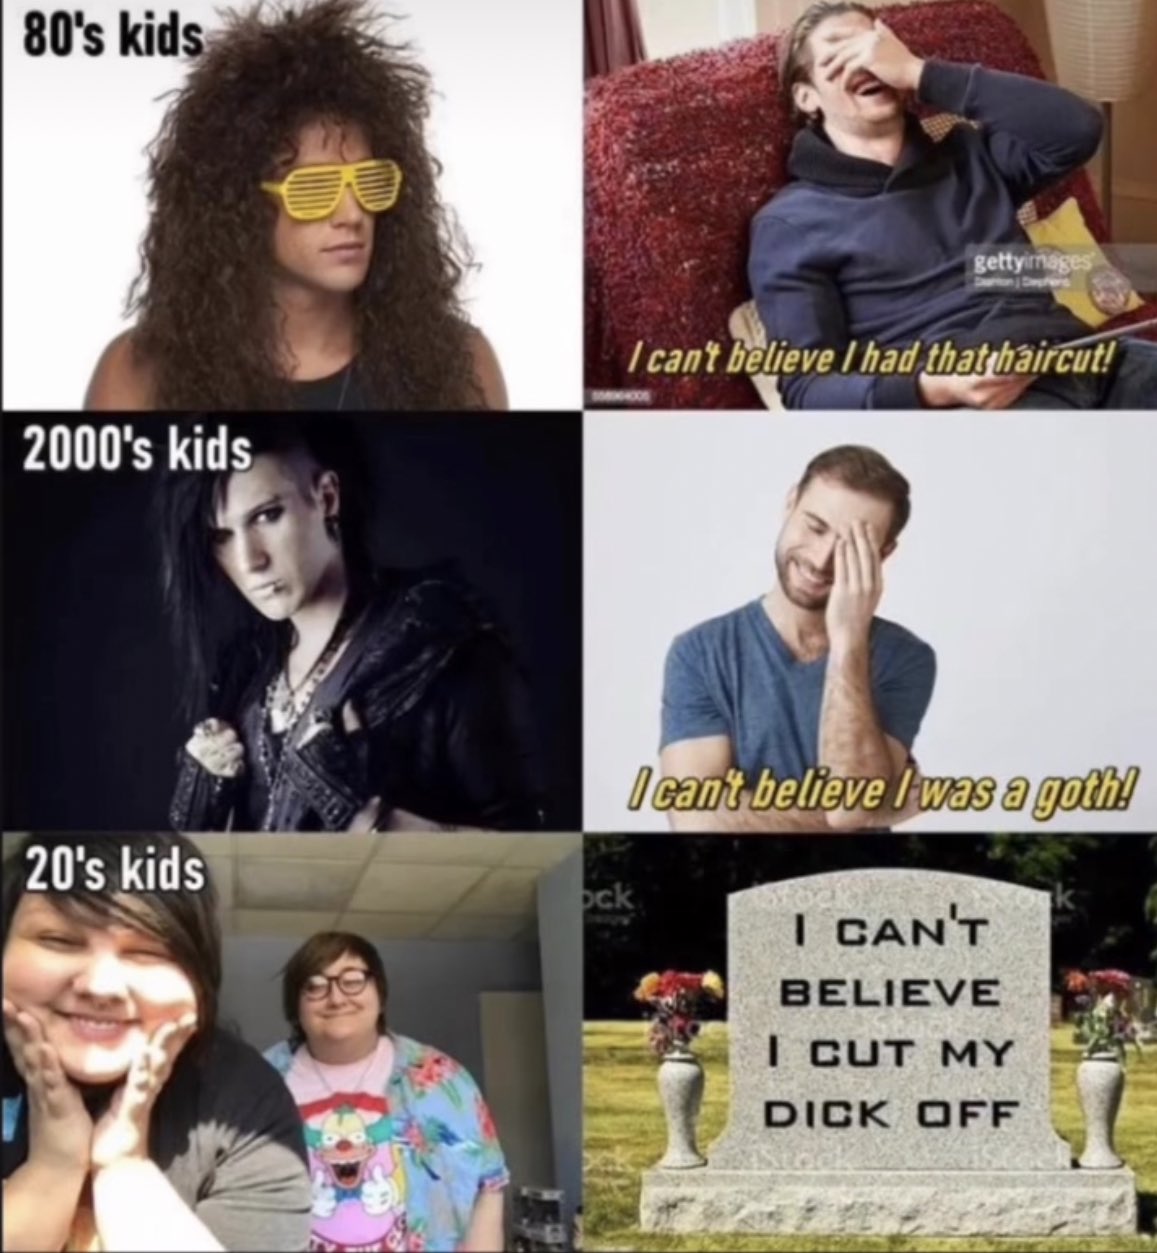 80's kids
gettyimages
I can't believe I had that haircut!
2000's kids
I can't believe I was a goth!
20's kids
I CAN'T
BELIEVE
I CUT MY
DICK OFF